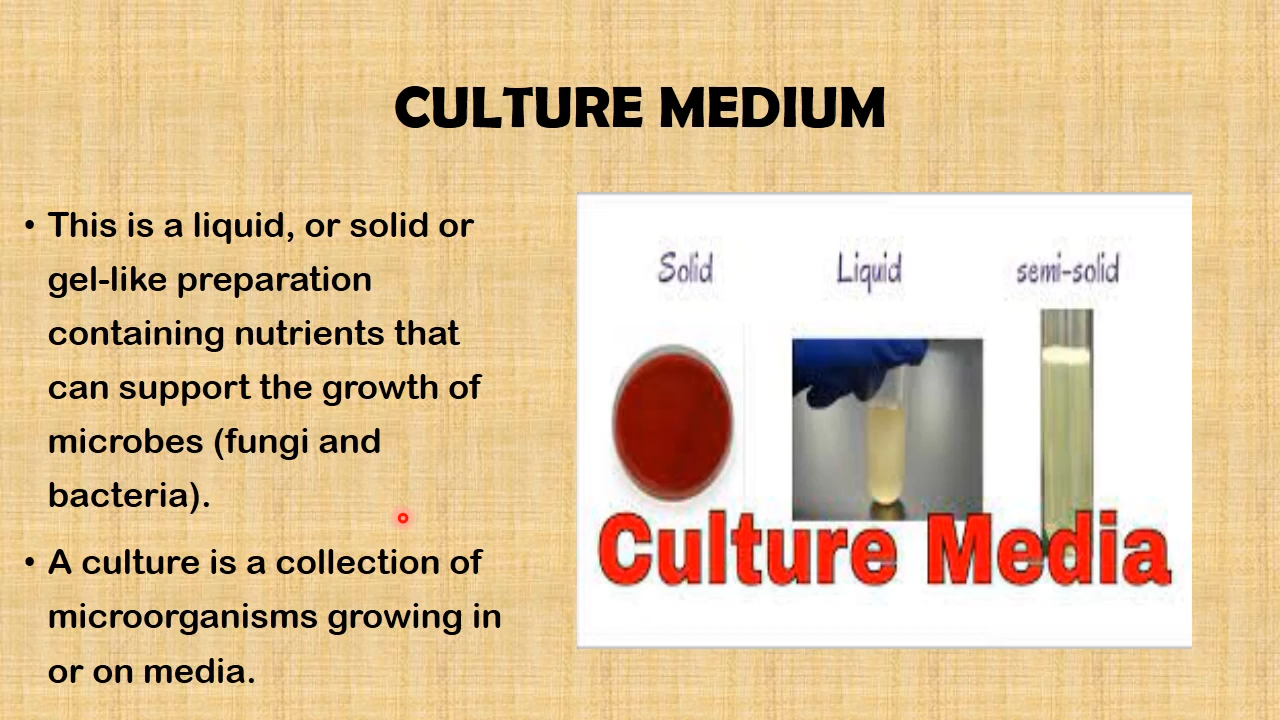 CULTURE MEDIUM
• This is a liquid, or solid or
gel-like preparation
containing nutrients that
can support the growth of
microbes (fungi and
bacteria).
• A culture is a collection of
microorganisms growing in
or on media.
Solid
Liquid
semi-solid
Culture Media